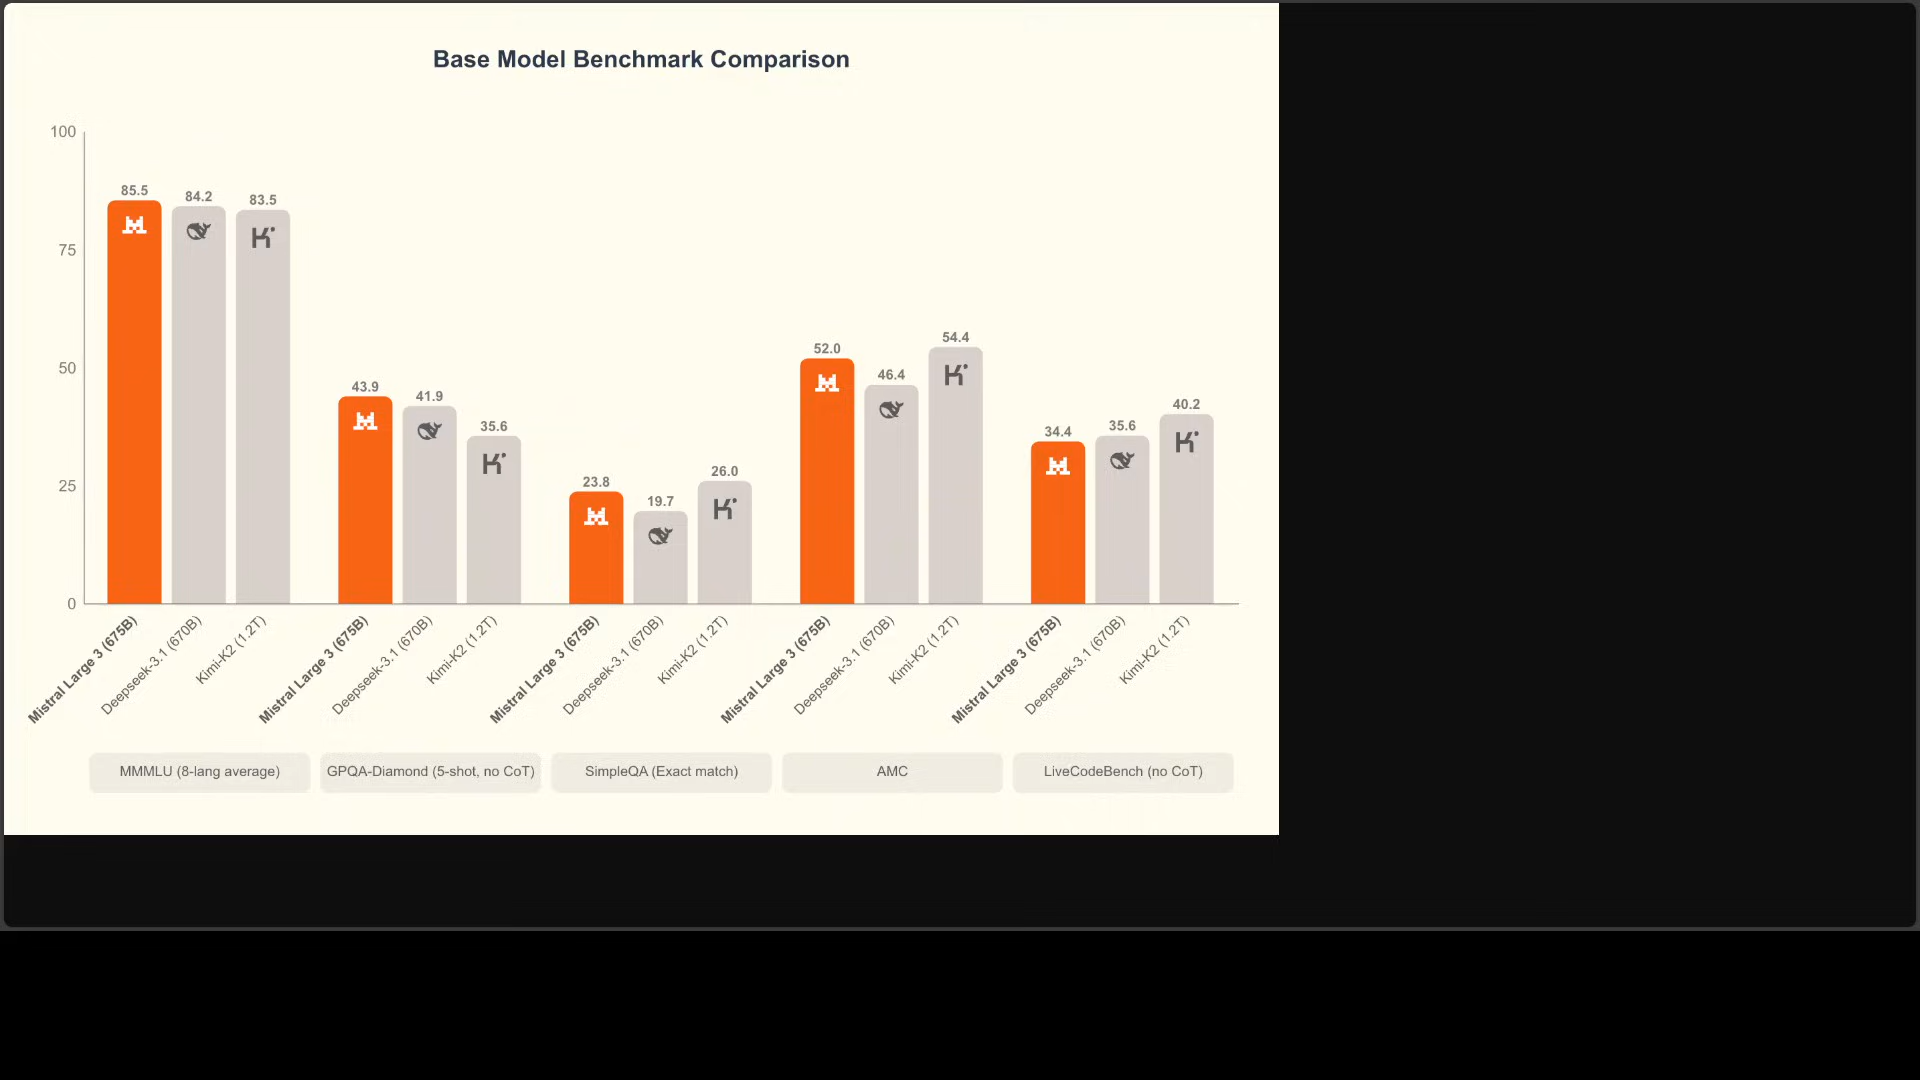 Base Model Benchmark Comparison
100
75
50
25
0
85.5
84.2
83.5
43.9
41.9
35.6
23.8
19.7
26.0
52.0
46.4
54.4
34.4
35.6
40.2
Mistral Large 3 (675B)
Deepseek-3.1 (670B)
Kimi-K2 (1.2T)
Mistral Large 3 (675B)
Deepseek-3.1 (670B)
Kimi-K2 (1.2T)
Mistral Large 3 (675B)
Deepseek-3.1 (670B)
Kimi-K2 (1.2T)
Mistral Large 3 (675B)
Deepseek-3.1 (670B)
Kimi-K2 (1.2T)
Mistral Large 3 (675B)
Deepseek-3.1 (670B)
Kimi-K2 (1.2T)
MMMLU (8-lang average)
GPQA-Diamond (5-shot, no CoT)
SimpleQA (Exact match)
AMC
LiveCodeBench (no CoT)